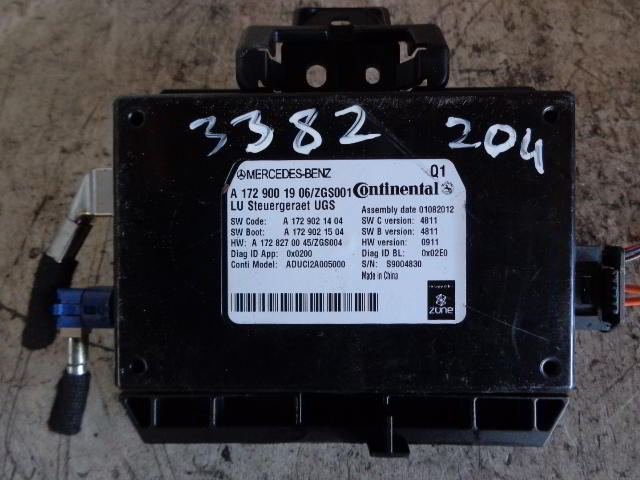 3382 204
MERCEDES-BENZ Q1
A 172 900 19 06/ZGS001 Continental
LU Steuergeraet UGS Assembly date 01082012
SW Code: A 172 902 14 04 SW C version: 4811
SW Boot: A 172 902 15 04 SW B version: 4811
HW: A 172 827 00 45/ZGS004 HW version: 0911
Diag ID App: 0x0200 Diag ID BL: 0x02E0
Conti Model: ADUCI2A005000 S/N: S9004830
Made in China
zune